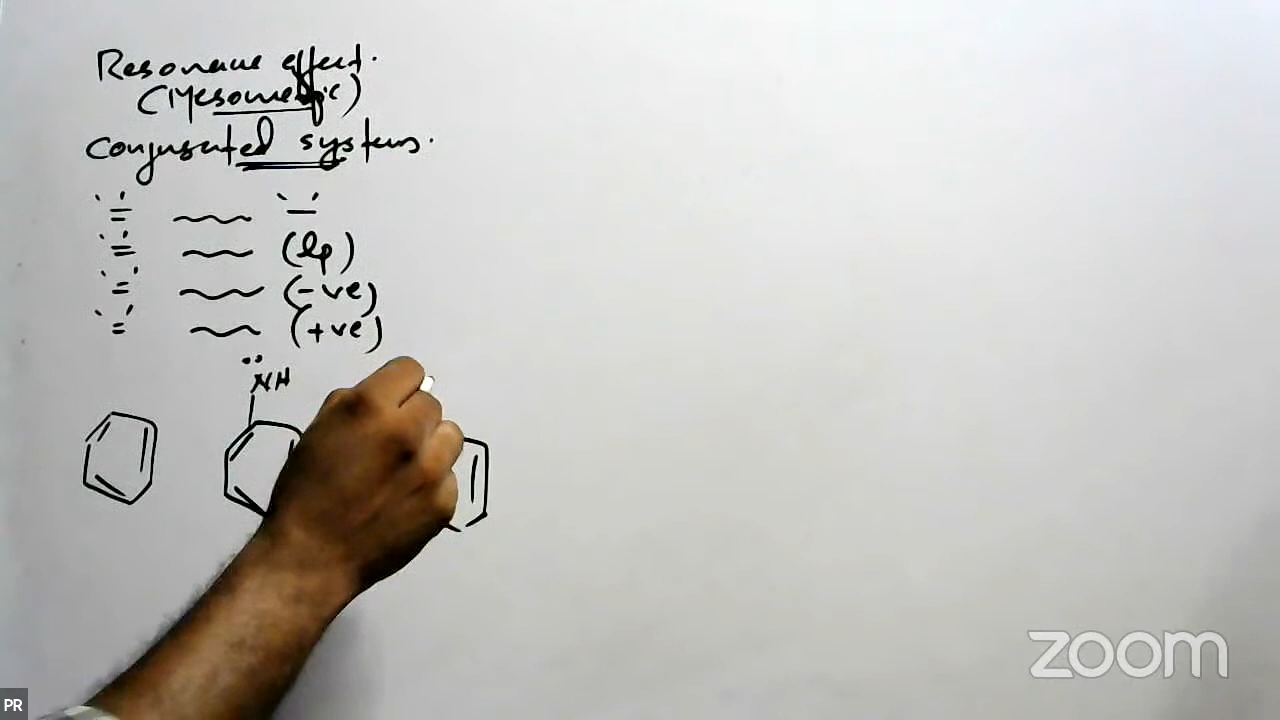 Resonance effect.
(Mesomeric)
Conjugated systems.
= ~~~ =
= ~~~ (lp)
= ~~~ (-ve)
= ~~~ (+ve)
NH
zoom
PR